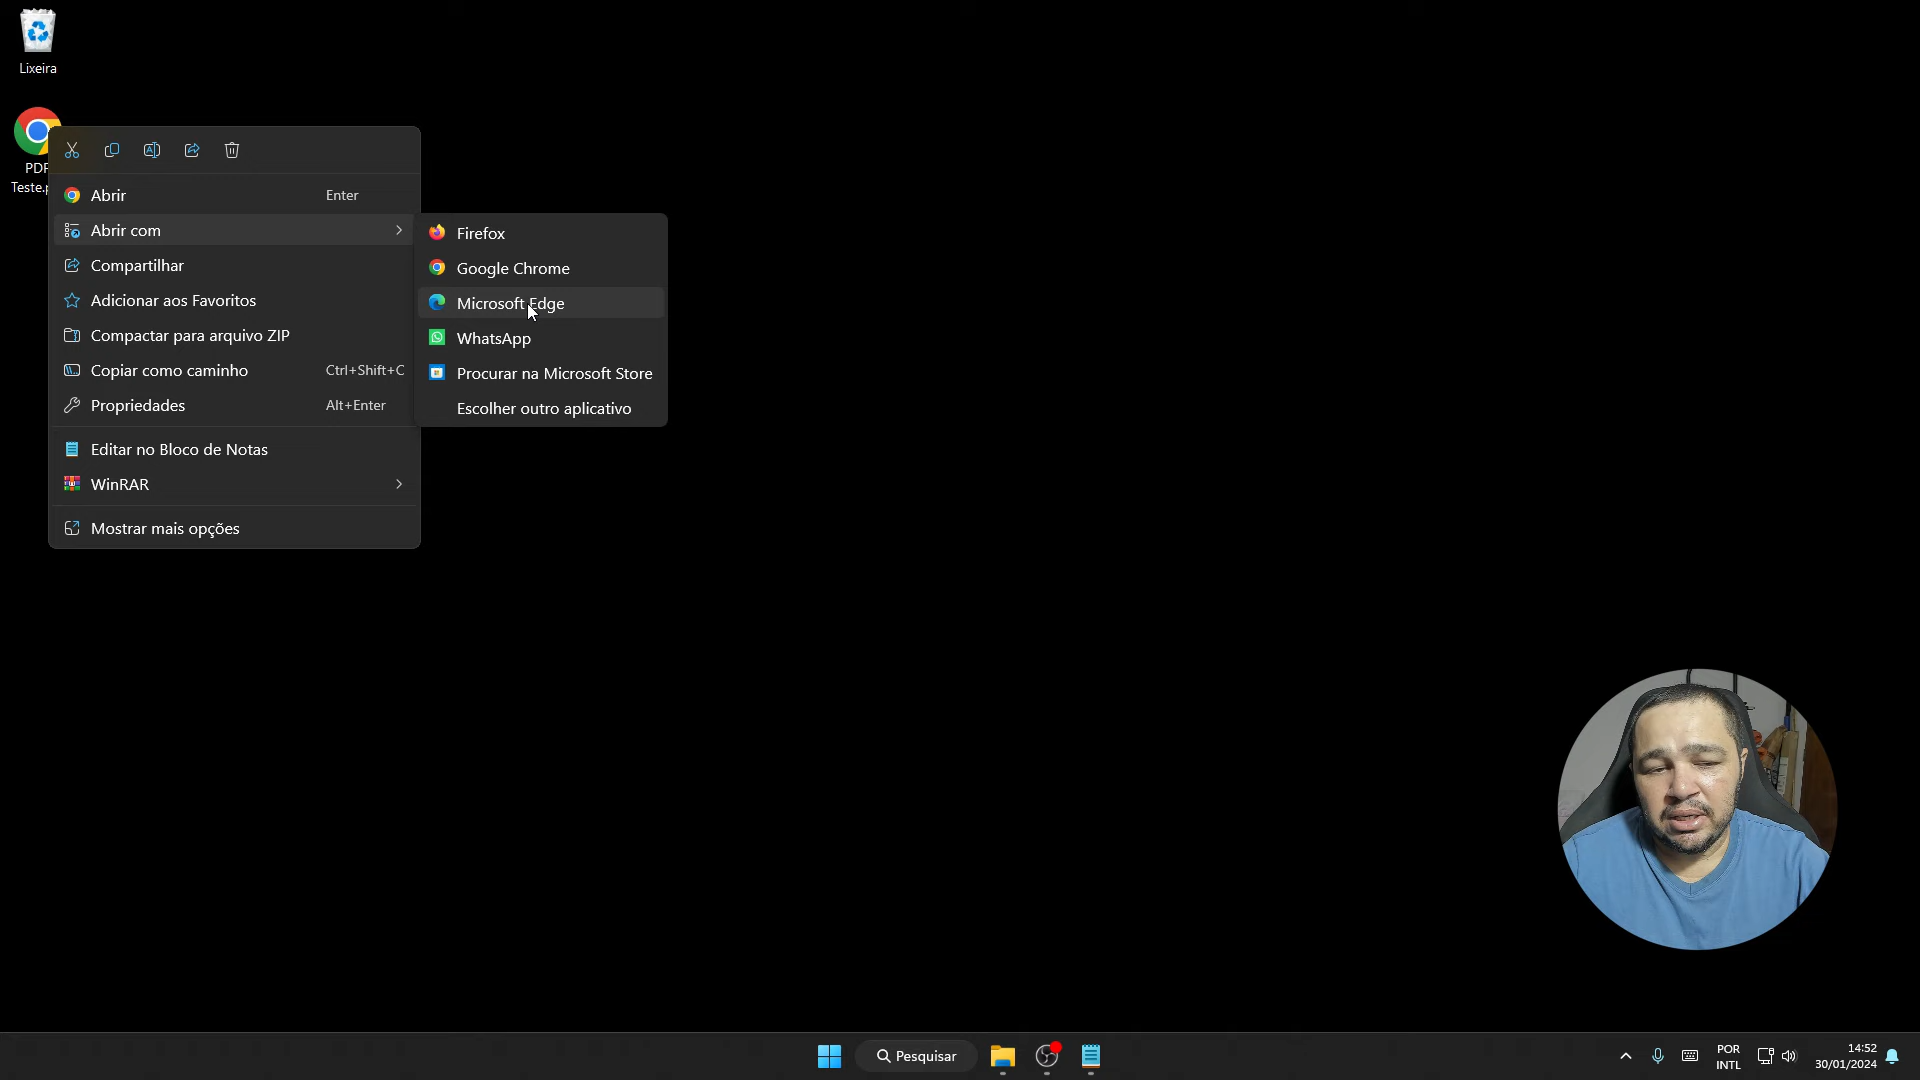 Lixeira
PDF
Teste.p
Abrir Enter
Abrir com
Compartilhar
Adicionar aos Favoritos
Compactar para arquivo ZIP
Copiar como caminho Ctrl+Shift+C
Propriedades Alt+Enter
Editar no Bloco de Notas
WinRAR
Mostrar mais opções
Firefox
Google Chrome
Microsoft Edge
WhatsApp
Procurar na Microsoft Store
Escolher outro aplicativo
Pesquisar
POR
INTL
14:52
30/01/2024